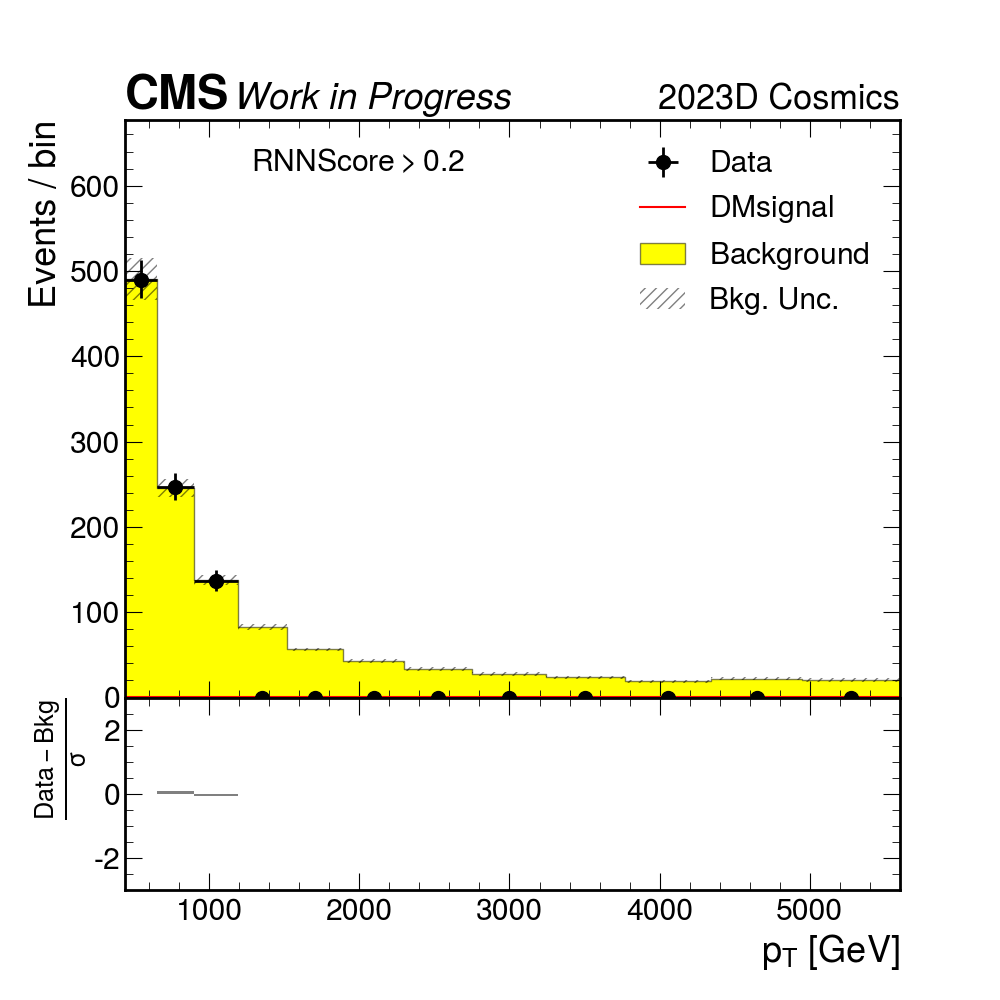 CMS Work in Progress 2023D Cosmics
Events / bin
RNNScore > 0.2
Data
DMsignal
Background
Bkg. Unc.
600
500
400
300
200
100
0
Data – Bkg
σ
2
0
-2
1000 2000 3000 4000 5000
pT [GeV]